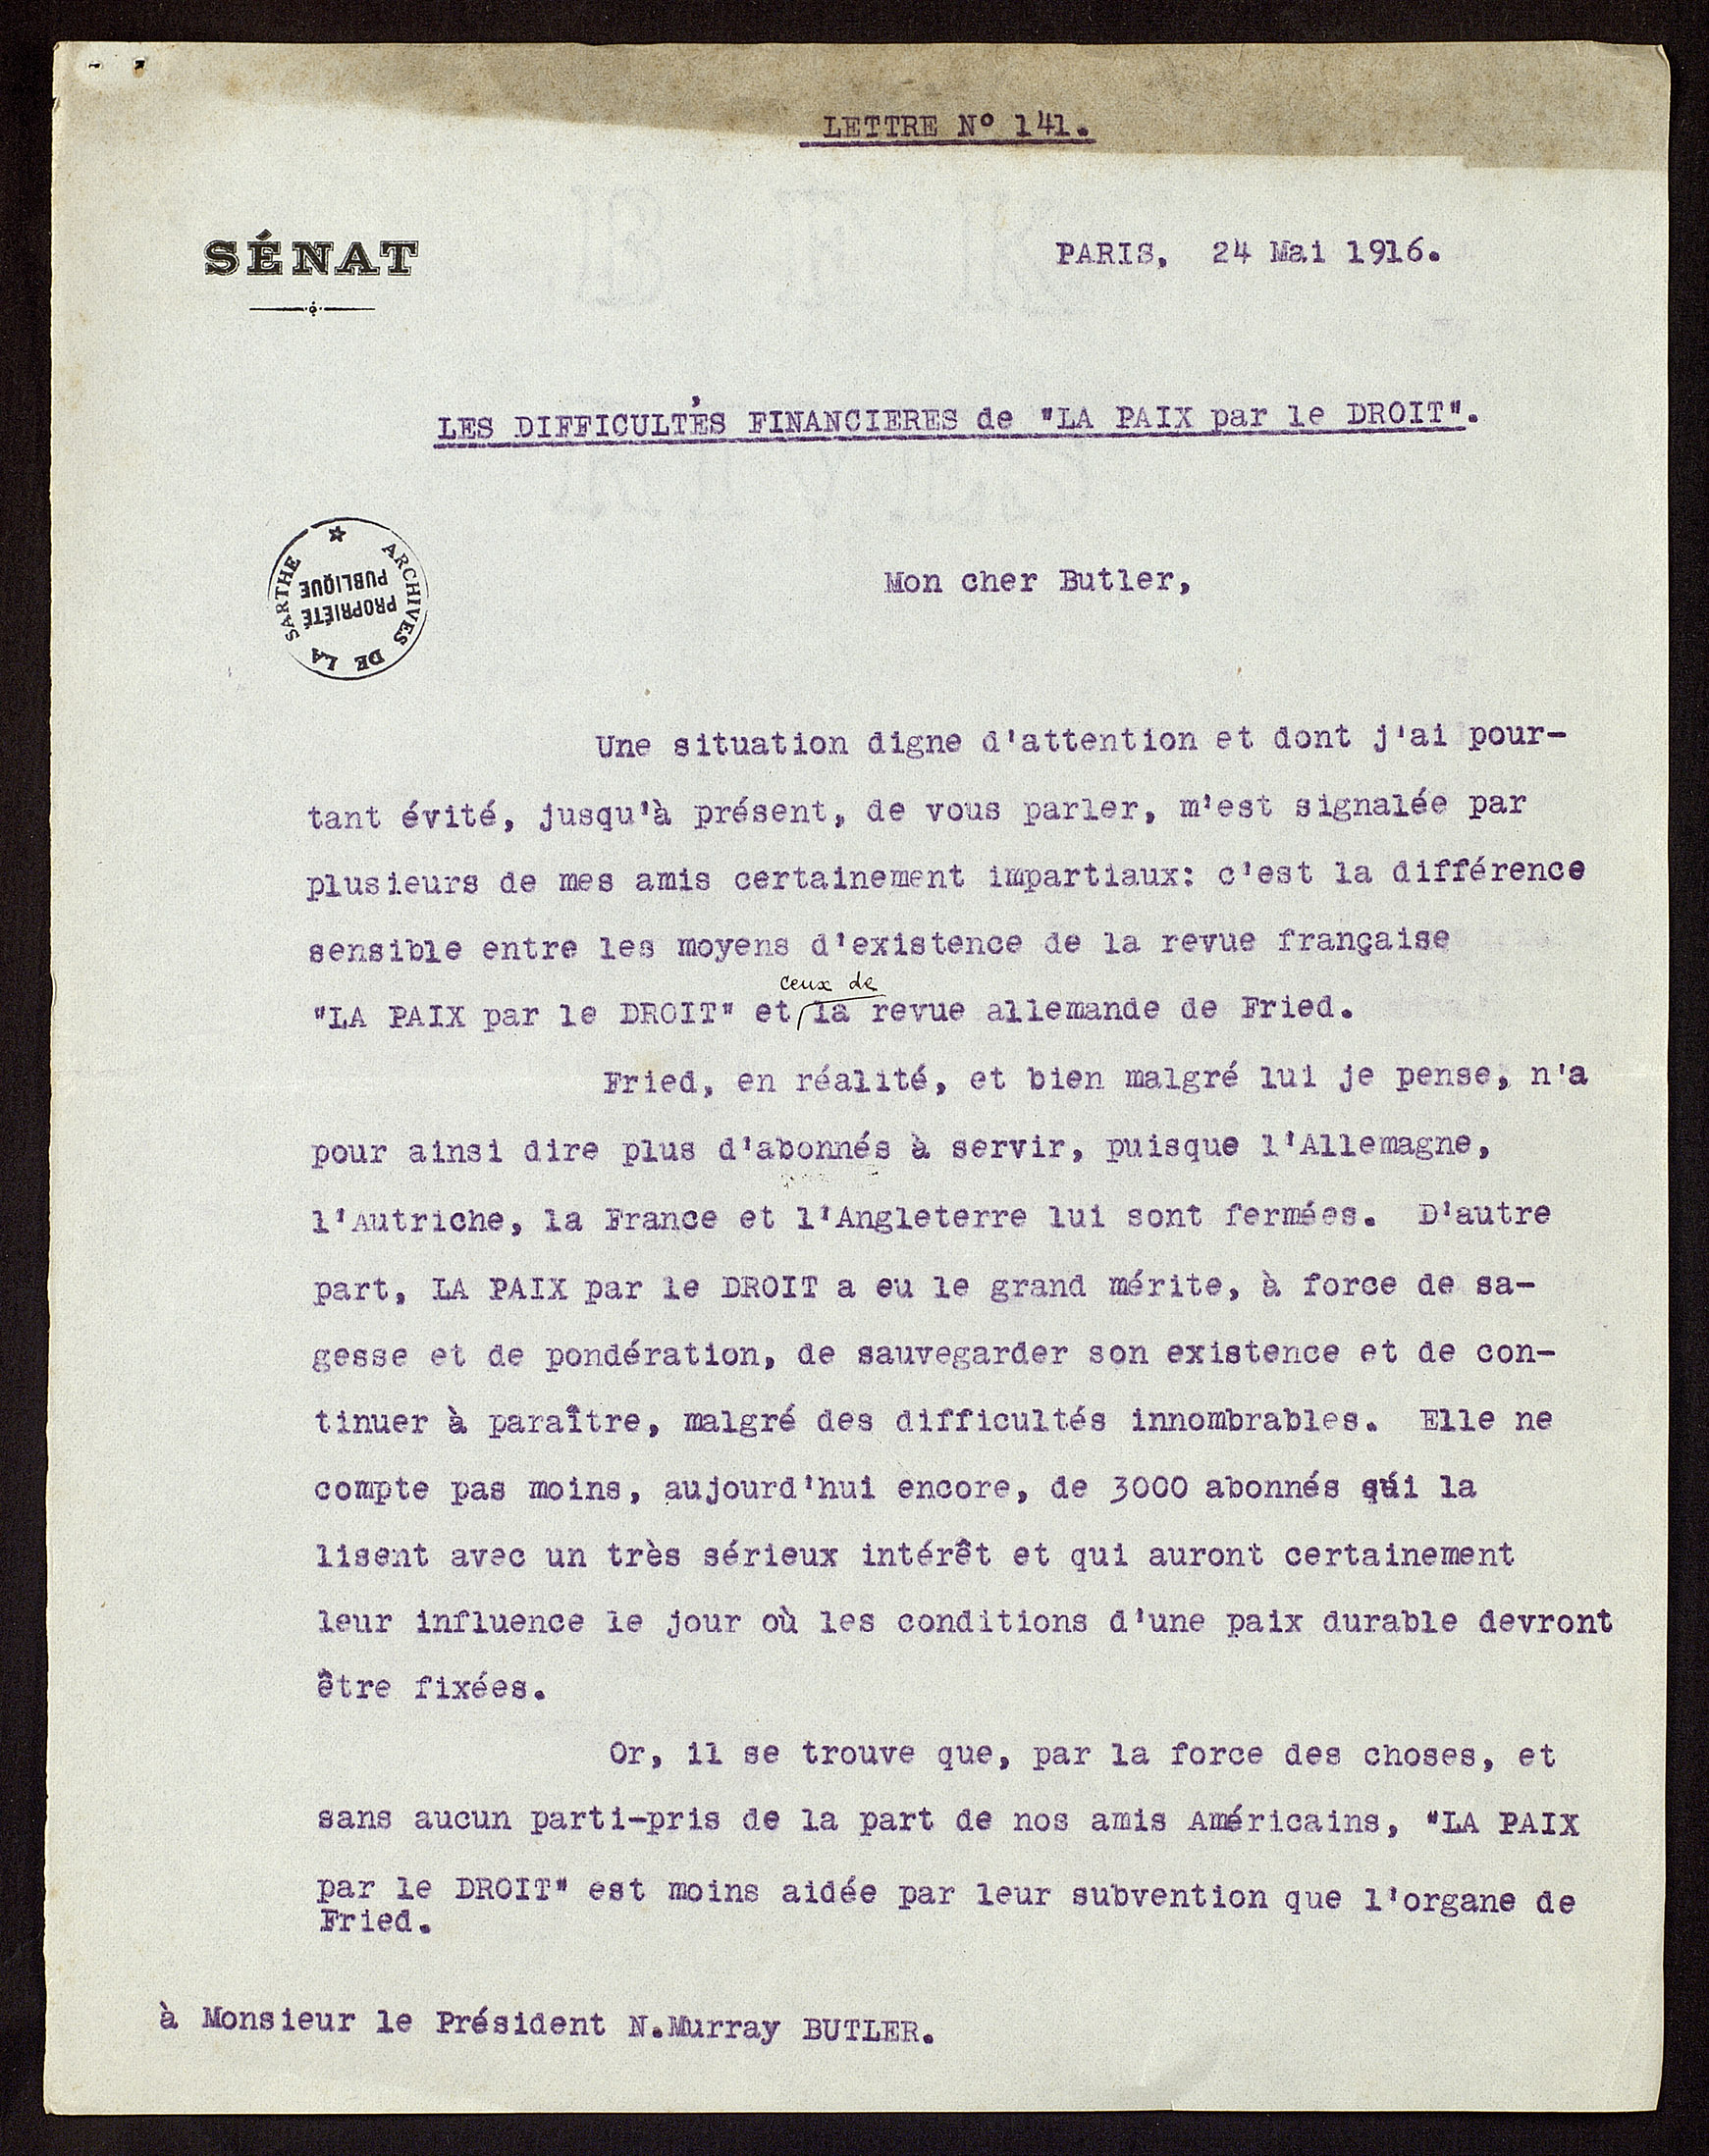 LETTRE Nº 141.
SÉNAT
PARIS, 24 Mai 1916.
LES DIFFICULTÉS FINANCIERES de "LA PAIX par le DROIT".
ARCHIVES DE LA SARTHE
PROPRIÉTÉ
PUBLIQUE
Mon cher Butler,
Une situation digne d'attention et dont j'ai pour-
tant évité, jusqu'à présent, de vous parler, m'est signalée par
plusieurs de mes amis certainement impartiaux: c'est la différence
sensible entre les moyens d'existence de la revue française
ceux de
"LA PAIX par le DROIT" et la revue allemande de Fried.
Fried, en réalité, et bien malgré lui je pense, n'a
pour ainsi dire plus d'abonnés à servir, puisque l'Allemagne,
l'Autriche, la France et l'Angleterre lui sont fermées. D'autre
part, LA PAIX par le DROIT a eu le grand mérite, à force de sa-
gesse et de pondération, de sauvegarder son existence et de con-
tinuer à paraître, malgré des difficultés innombrables. Elle ne
compte pas moins, aujourd'hui encore, de 3000 abonnés qui la
lisent avec un très sérieux intérêt et qui auront certainement
leur influence le jour où les conditions d'une paix durable devront
être fixées.
Or, il se trouve que, par la force des choses, et
sans aucun parti-pris de la part de nos amis Américains, "LA PAIX
par le DROIT" est moins aidée par leur subvention que l'organe de
Fried.
à Monsieur le Président N.Murray BUTLER.